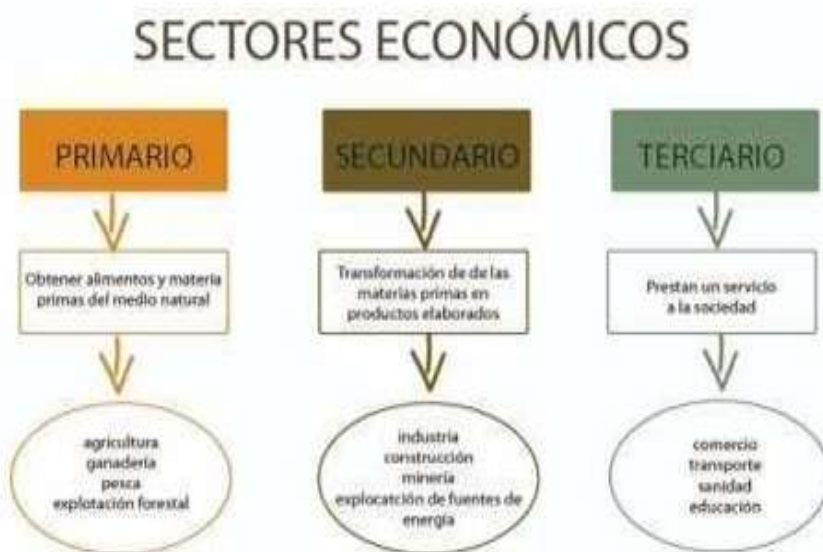 SECTORES ECONÓMICOS
PRIMARIO
Obtener alimentos y materia
primas del medio natural
agricultura
ganadería
pesca
explotación forestal
SECUNDARIO
Transformación de de las
materias primas en
productos elaborados
industria
construcción
minería
explocatción de fuentes de
energía
TERCIARIO
Prestan un servicio
a la sociedad
comercio
transporte
sanidad
educación